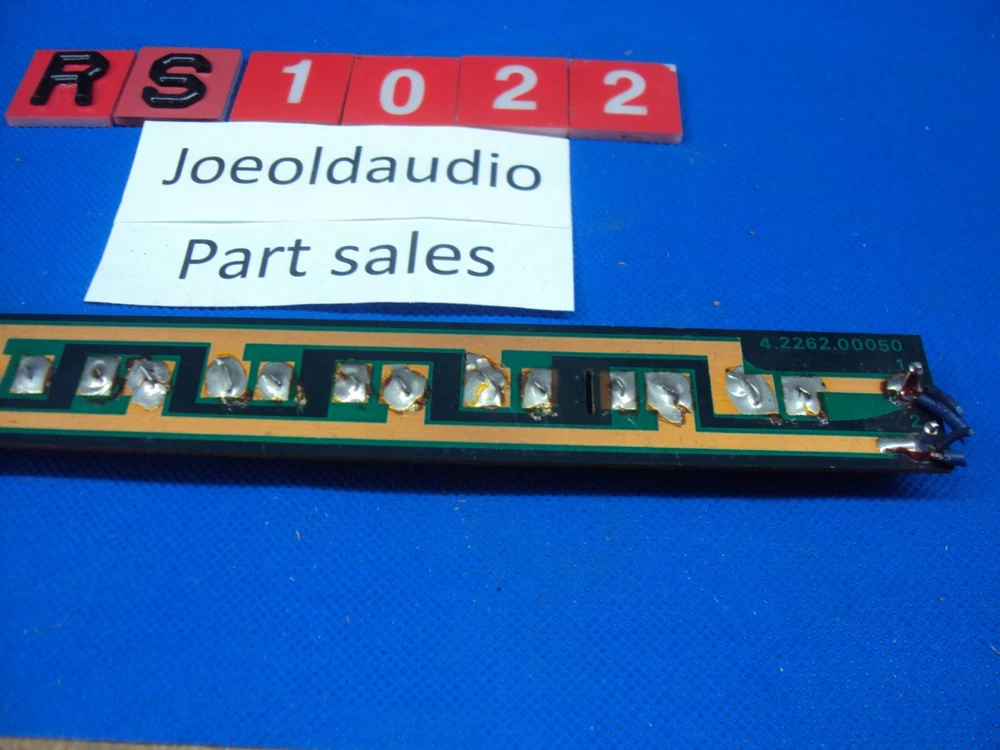 RS1022
Joeoldaudio
Part sales
4.2262.00050
1
2